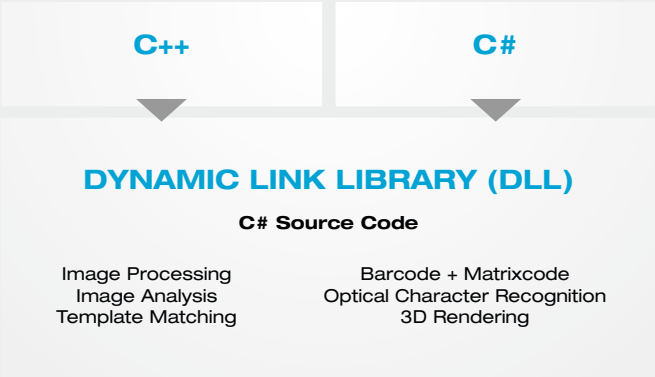 C++
C#
DYNAMIC LINK LIBRARY (DLL)
C# Source Code
Image Processing
Image Analysis
Template Matching
Barcode + Matrixcode
Optical Character Recognition
3D Rendering